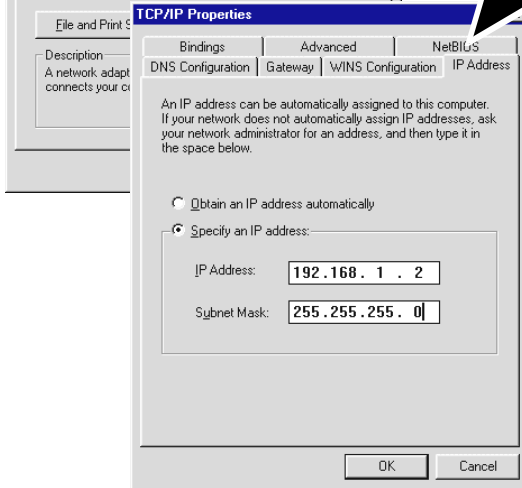 TCP/IP Properties
File and Print
Description
A network
connects your
Bindings
Advanced
NetBIOS
DNS Configuration
Gateway
WINS Configuration
IP Address
An IP address can be automatically assigned to this computer.
If your network does not automatically assign IP addresses, ask
your network administrator for an address, and then type it in
the space below.
Obtain an IP address automatically
Specify an IP address:
IP Address:
192.168. 1 . 2
Subnet Mask:
255.255.255. 0
OK
Cancel